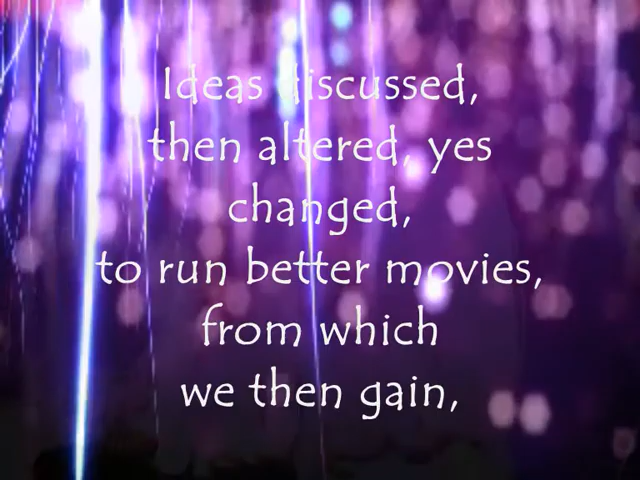 Ideas discussed,
then altered, yes
changed,
to run better movies,
from which
we then gain,